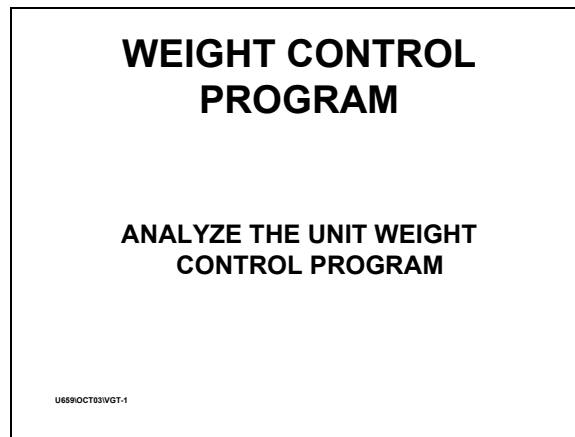 WEIGHT CONTROL
PROGRAM
ANALYZE THE UNIT WEIGHT
CONTROL PROGRAM
U659\OCT03\VGT-1